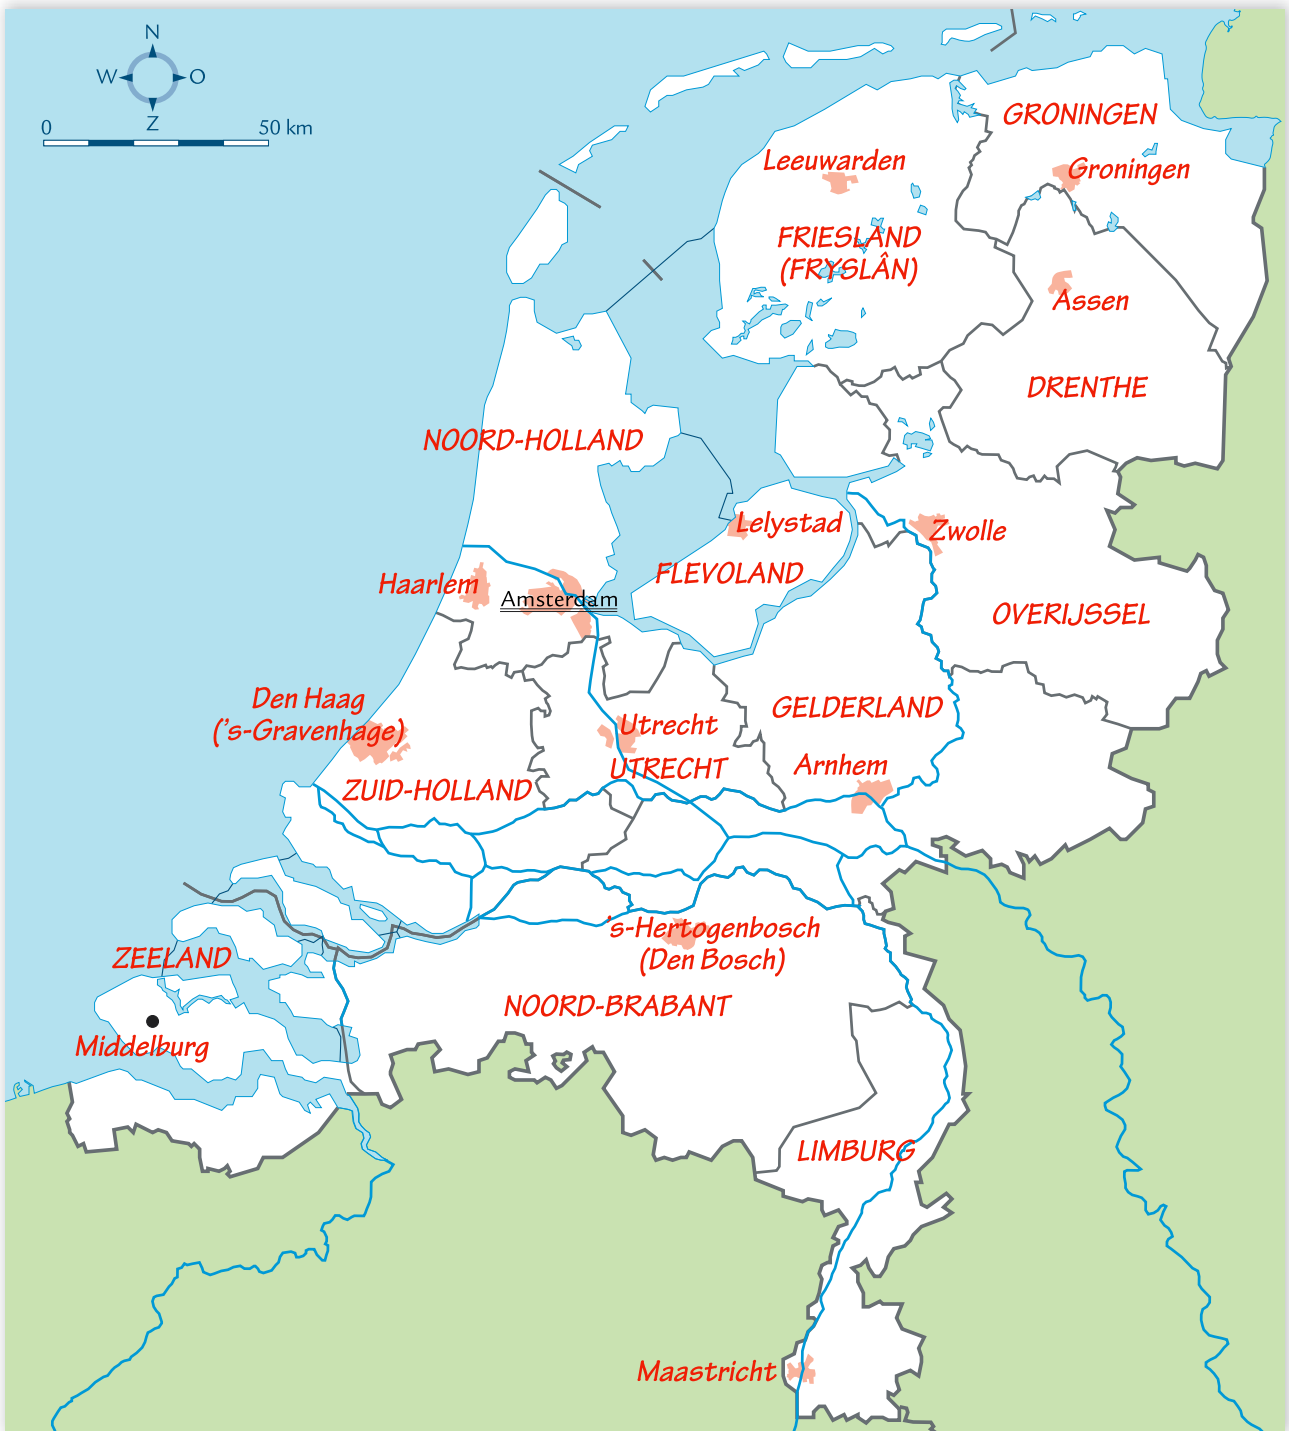 N
W
O
Z
0
50 km
GRONINGEN
Leeuwarden
Groningen
FRIESLAND
(FRYSLÂN)
Assen
DRENTHE
NOORD-HOLLAND
Lelystad
Zwolle
FLEVOLAND
Haarlem
Amsterdam
OVERIJSSEL
Den Haag
('s-Gravenhage)
GELDERLAND
Utrecht
UTRECHT
Arnhem
ZUID-HOLLAND
's-Hertogenbosch
(Den Bosch)
ZEELAND
NOORD-BRABANT
Middelburg
LIMBURG
Maastricht